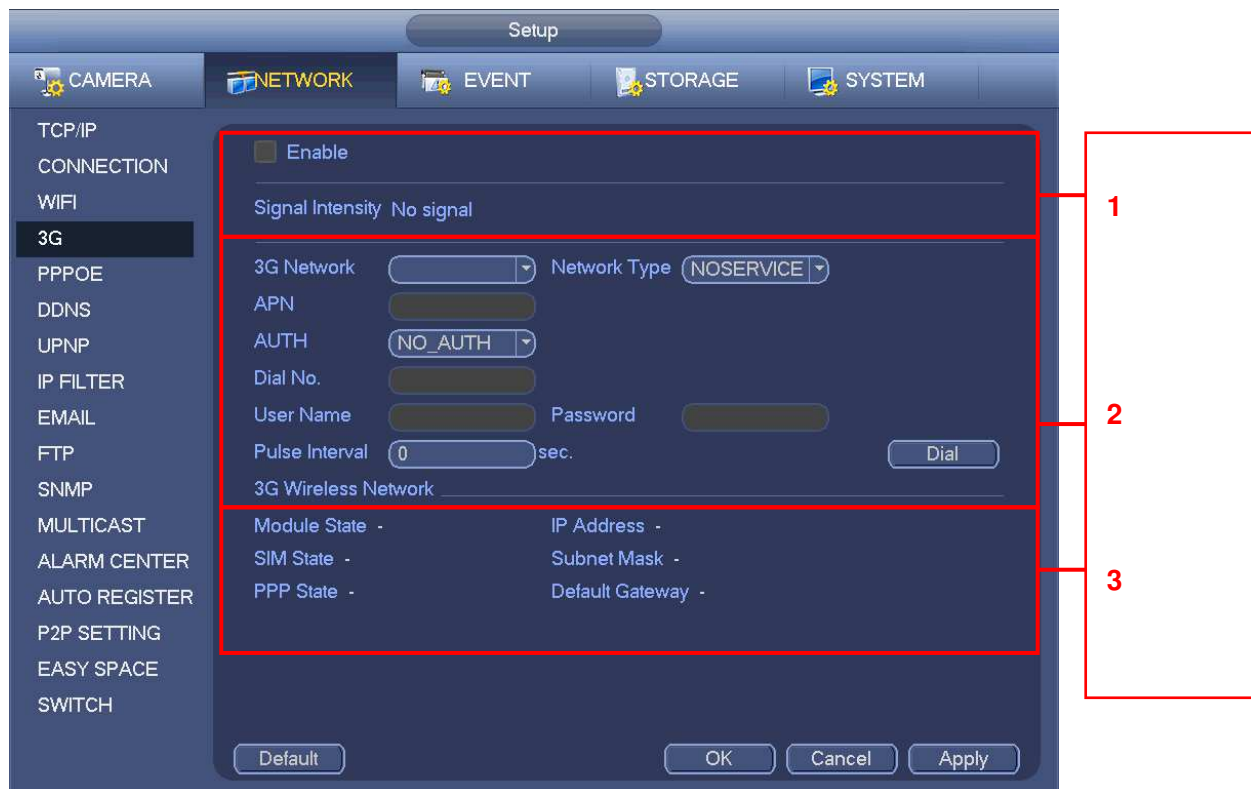 Setup
CAMERA NETWORK EVENT STORAGE SYSTEM
TCP/IP
CONNECTION
WIFI
3G
PPPOE
DDNS
UPNP
IP FILTER
EMAIL
FTP
SNMP
MULTICAST
ALARM CENTER
AUTO REGISTER
P2P SETTING
EASY SPACE
SWITCH
Enable
Signal Intensity No signal
1
3G Network Network Type NOSERVICE
APN
AUTH NO_AUTH
Dial No.
User Name Password
2
Pulse Interval 0 sec. Dial
3G Wireless Network
Module State - IP Address -
SIM State - Subnet Mask -
3
PPP State - Default Gateway -
Default OK Cancel Apply